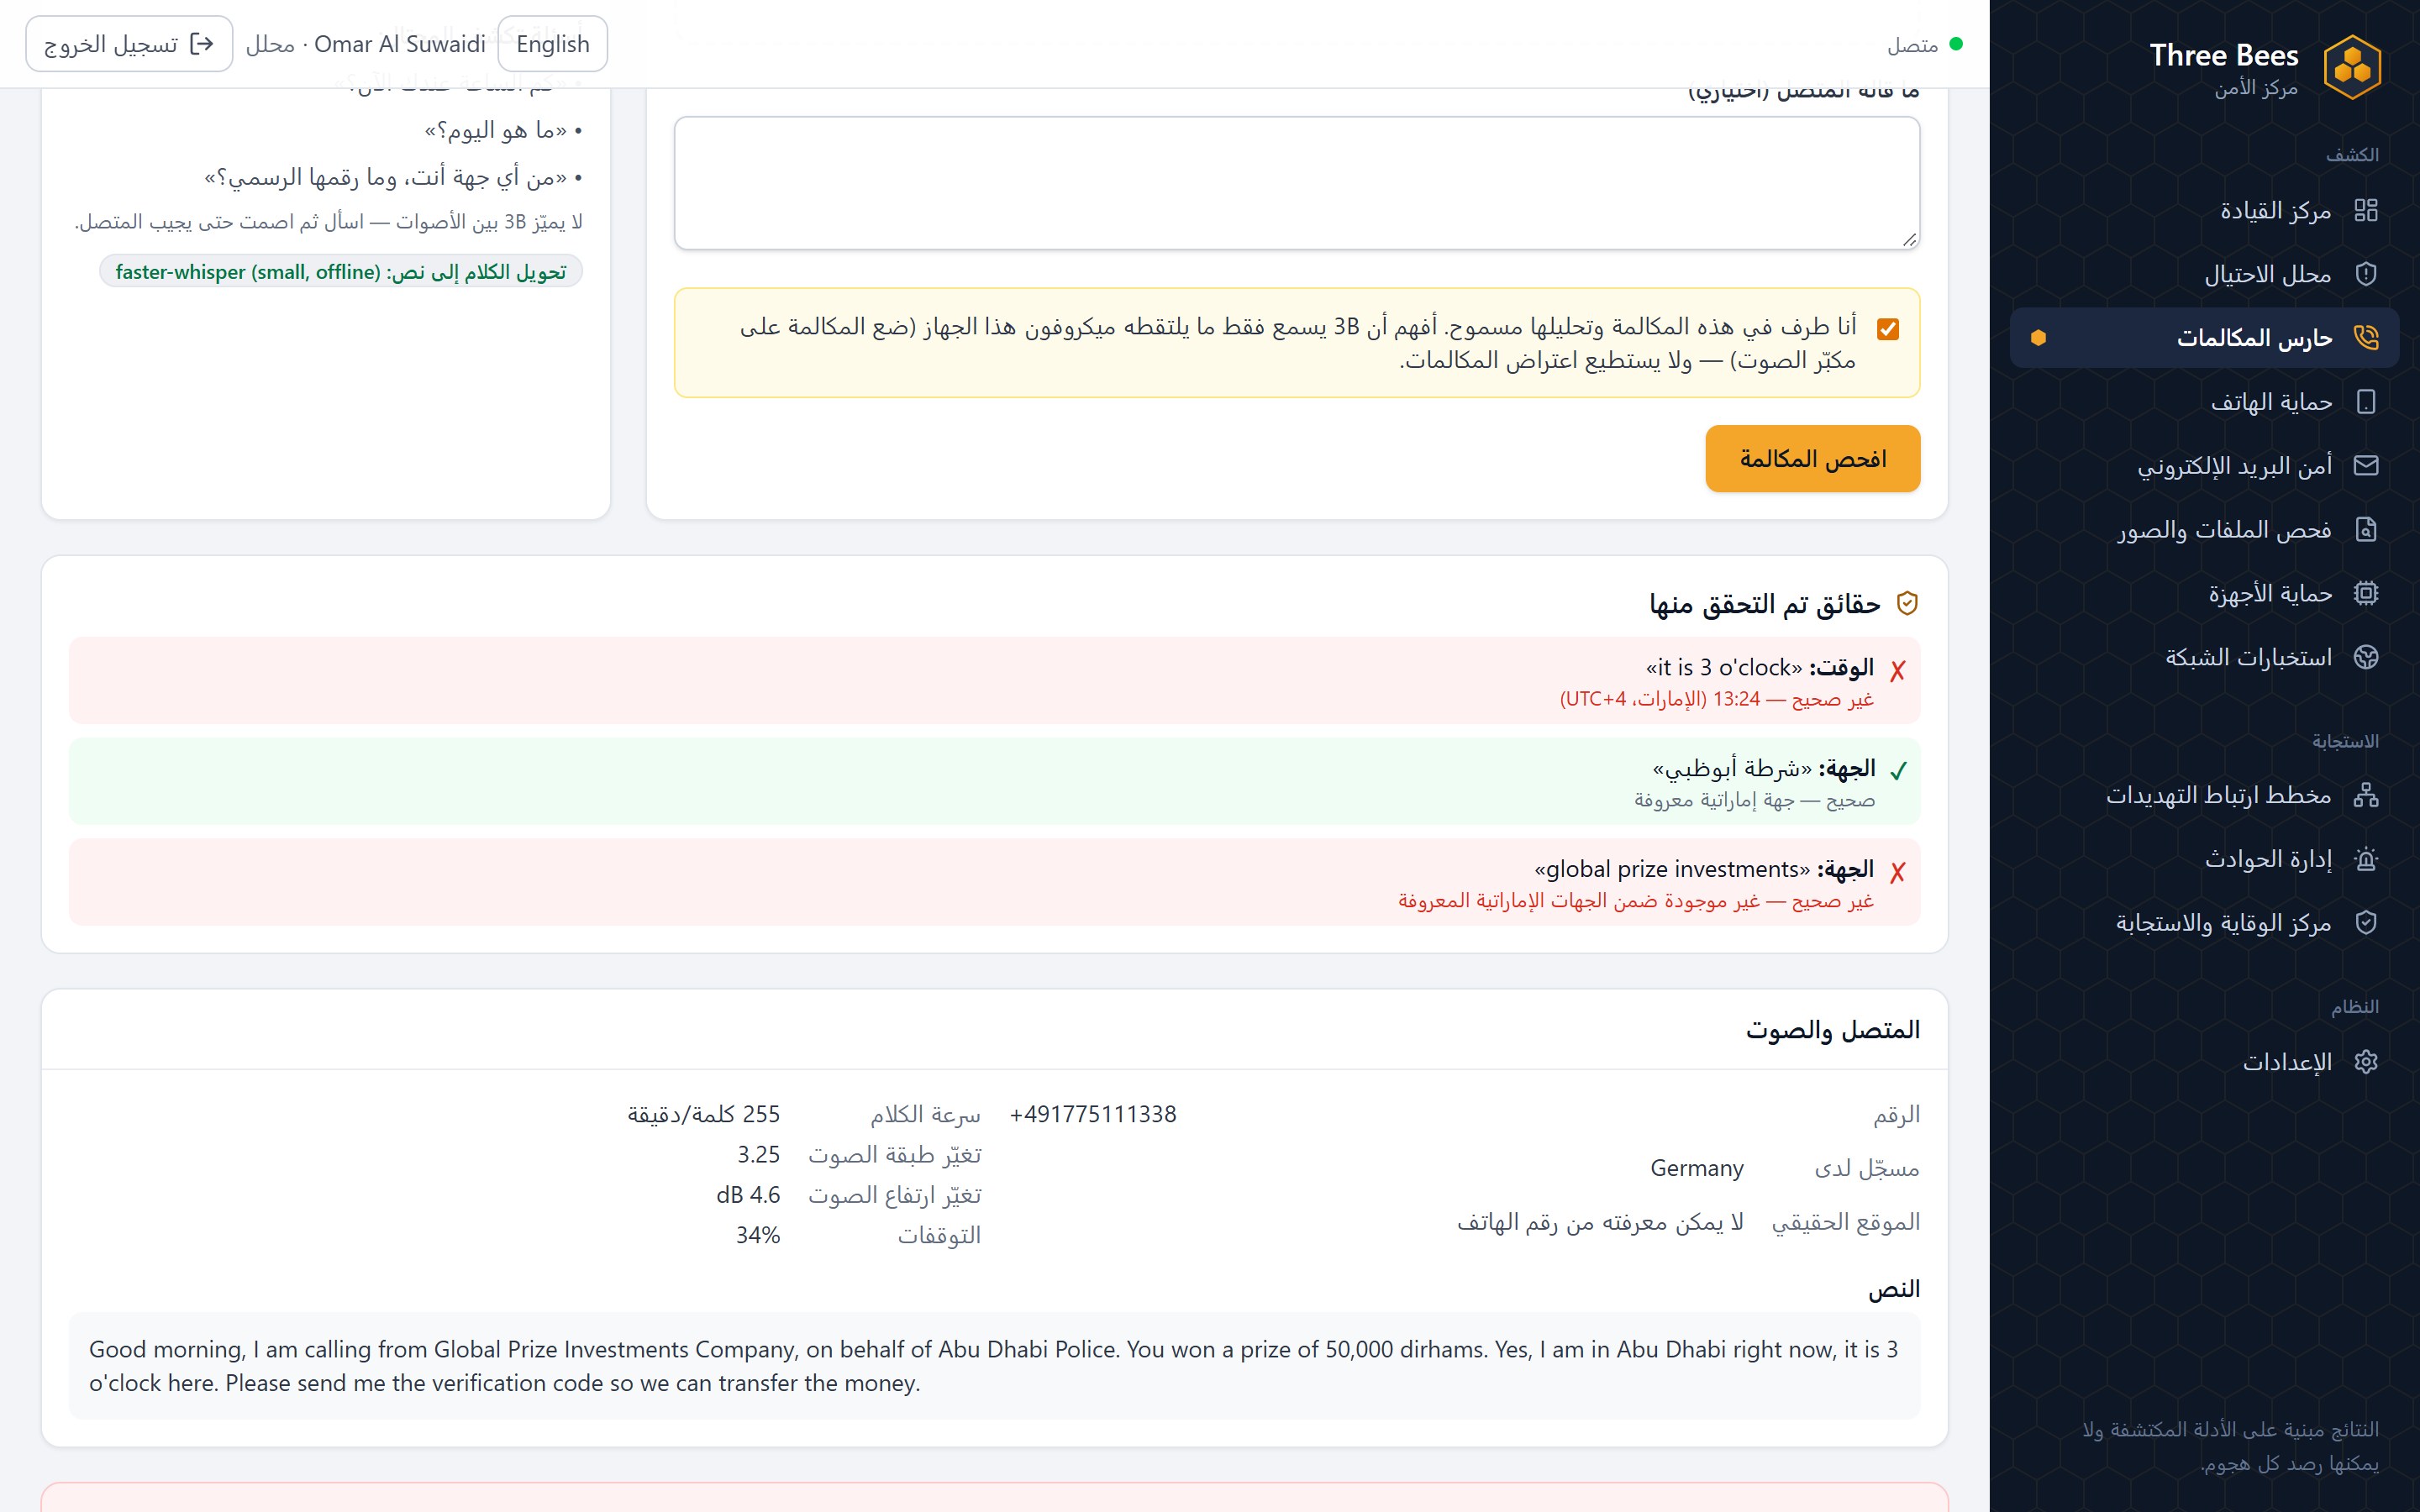 Three Bees
مركز الأمن
الكشف
مركز القيادة
محلل الاحتيال
حارس المكالمات
حماية الهاتف
أمن البريد الإلكتروني
فحص الملفات والصور
حماية الأجهزة
استخبارات الشبكة
الاستجابة
مخطط ارتباط التهديدات
إدارة الحوادث
مركز الوقاية والاستجابة
النظام
الإعدادات
النتائج مبنية على الأدلة المكتشفة ولا
يمكنها رصد كل هجوم.
متصل
English
Omar Al Suwaidi · محلل
تسجيل الخروج
ما قاله المتصل (اختياري)
أنا طرف في هذه المكالمة وتحليلها مسموح. أفهم أن 3B يسمع فقط ما يلتقطه ميكروفون هذا الجهاز (ضع المكالمة على
مكبّر الصوت) — ولا يستطيع اعتراض المكالمات.
افحص المكالمة
• «كم الساعة عندك الآن؟»
• «ما هو اليوم؟»
• «من أي جهة أنت، وما رقمها الرسمي؟»
لا يميّز 3B بين الأصوات — اسأل ثم اصمت حتى يجيب المتصل.
تحويل الكلام إلى نص: faster-whisper (small, offline)
حقائق تم التحقق منها
✗ الوقت: «it is 3 o'clock»
غير صحيح — 13:24 (الإمارات، UTC+4)
✓ الجهة: «شرطة أبوظبي»
صحيح — جهة إماراتية معروفة
✗ الجهة: «global prize investments»
غير صحيح — غير موجودة ضمن الجهات الإماراتية المعروفة
المتصل والصوت
الرقم +491775111338
مسجّل لدى Germany
الموقع الحقيقي لا يمكن معرفته من رقم الهاتف
سرعة الكلام 255 كلمة/دقيقة
تغيّر طبقة الصوت 3.25
تغيّر ارتفاع الصوت 4.6 dB
التوقفات 34%
النص
Good morning, I am calling from Global Prize Investments Company, on behalf of Abu Dhabi Police. You won a prize of 50,000 dirhams. Yes, I am in Abu Dhabi right now, it is 3
o'clock here. Please send me the verification code so we can transfer the money.